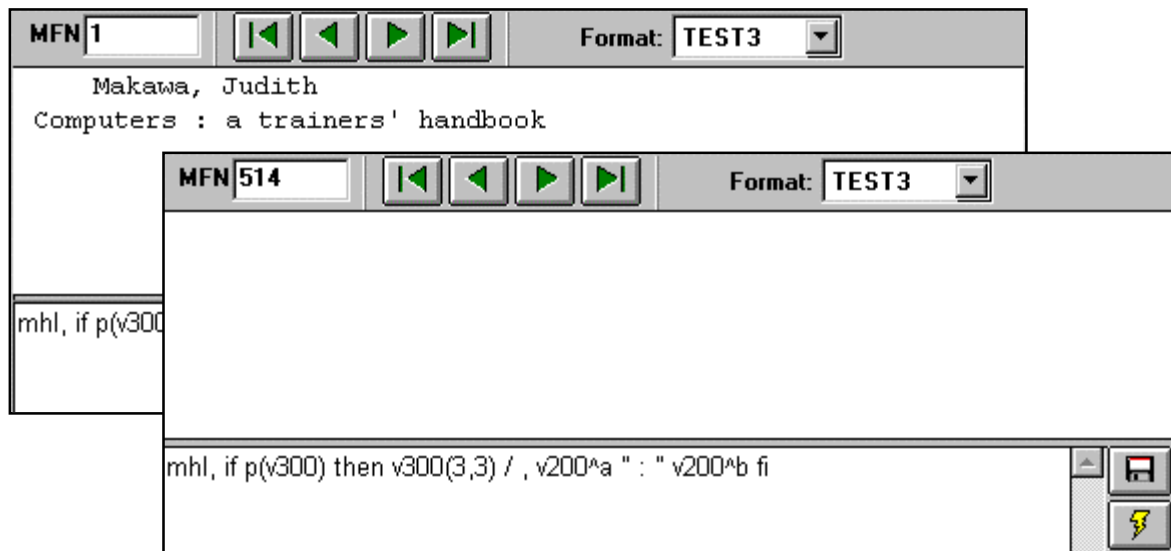 MFN 1 Format: TEST3
Makawa, Judith
Computers : a trainers' handbook
mhl, if p(v300
MFN 514 Format: TEST3
mhl, if p(v300) then v300(3,3) / , v200^a " : " v200^b fi